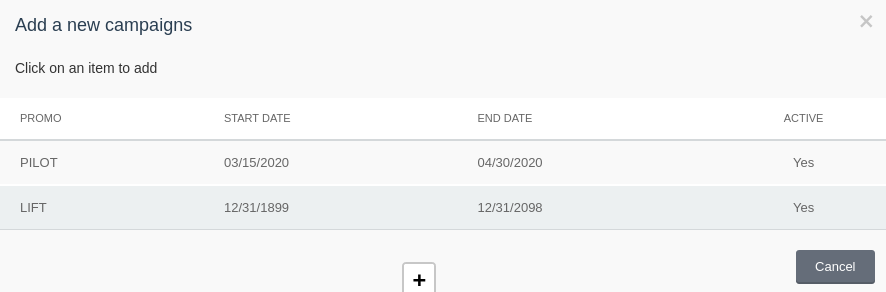 Add a new campaigns ×
Click on an item to add
PROMO START DATE END DATE ACTIVE
PILOT 03/15/2020 04/30/2020 Yes
LIFT 12/31/1899 12/31/2098 Yes
Cancel
+